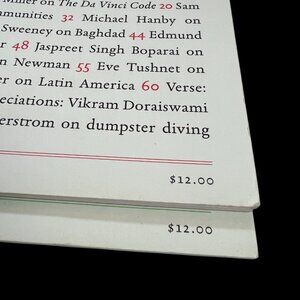 Miller on The Da Vinci Code 20 Sam
mmunities 32 Michael Hanby on
Sweeney on Baghdad 44 Edmund
r 48 Jaspreet Singh Boparai on
n Newman 55 Eve Tushnet on
er on Latin America 60 Verse:
eciations: Vikram Doraiswami
erstrom on dumpster diving
$12.00
$12.00